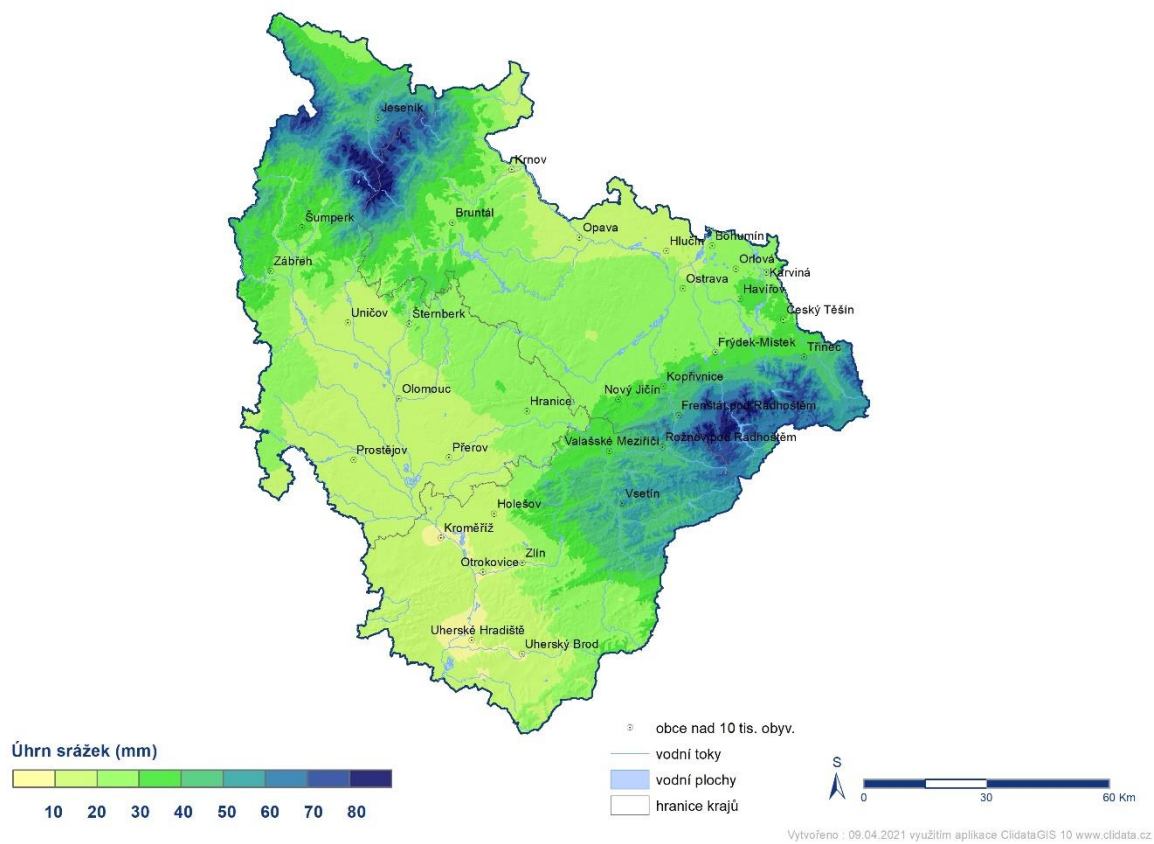 Jeseník
Krnov
Bruntál
Šumperk
Opava
Hlučín
Bohumín
Zábřeh
Orlová
Karviná
Ostrava
Havířov
Český Těšín
Uničov
Šternberk
Frýdek-Místek
Třinec
Kopřivnice
Nový Jičín
Olomouc
Hranice
Frenštát pod Radhoštěm
Valašské Meziříčí
Rožnov pod Radhoštěm
Prostějov
Přerov
Vsetín
Holešov
Kroměříž
Zlín
Otrokovice
Uherské Hradiště
Uherský Brod
Úhrn srážek (mm)
10 20 30 40 50 60 70 80
obce nad 10 tis. obyv.
vodní toky
vodní plochy
hranice krajů
S
0 30 60 Km
Vytvořeno : 09.04.2021 využitím aplikace ClidataGIS 10 www.clidata.cz